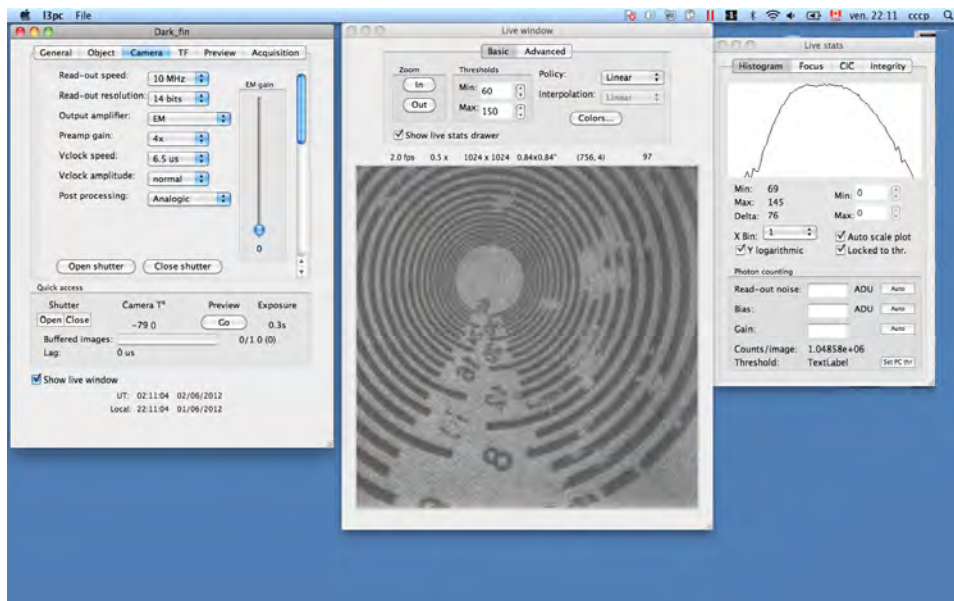 l3pc File
ven. 22:11 cccp
Dark_fin
General Object Camera TF Preview Acquisition
Read-out speed: 10 MHz
Read-out resolution: 14 bits
Output amplifier: EM
Preamp gain: 4x
Vclock speed: 6.5 us
Vclock amplitude: normal
Post processing: Analogic
EM gain
0
Open shutter Close shutter
Quick access
Shutter Camera T° Preview Exposure
Open Close -79 0 Go 0.3s
Buffered images: 0/1 0 (0)
Lag: 0 us
Show live window
UT: 02:11:04 02/06/2012
Local: 22:11:04 01/06/2012
Live window
Basic Advanced
Zoom
In
Out
Thresholds
Min: 60
Max: 150
Policy: Linear
Interpolation: Linear
Colors...
Show live stats drawer
2.0 fps 0.5 x 1024 x 1024 0.84x0.84" (756, 4) 97
8
Live stats
Histogram Focus CIC Integrity
Min: 69
Max: 145
Delta: 76
Min: 0
Max: 0
X Bin: 1
Auto scale plot
Y logarithmic
Locked to thr.
Photon counting
Read-out noise: ADU Auto
Bias: ADU Auto
Gain: Auto
Counts/image: 1.04858e+06
Threshold: TextLabel Set PC thr